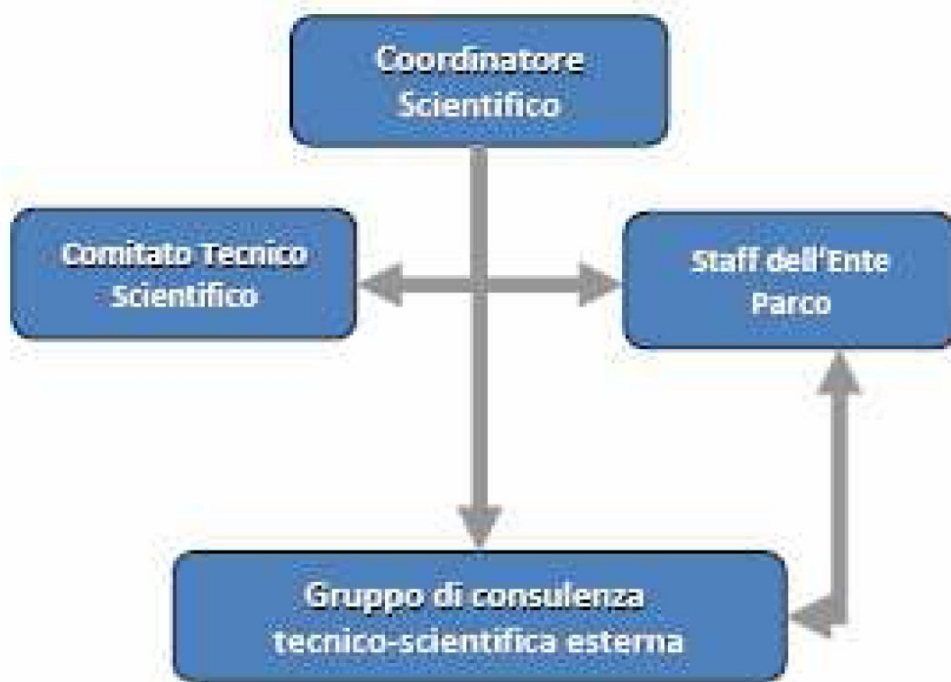 Coordinatore
Scientifico
Comitato Tecnico
Scientifico
Staff dell'Ente
Parco
Gruppo di consulenza
tecnico-scientifica esterna